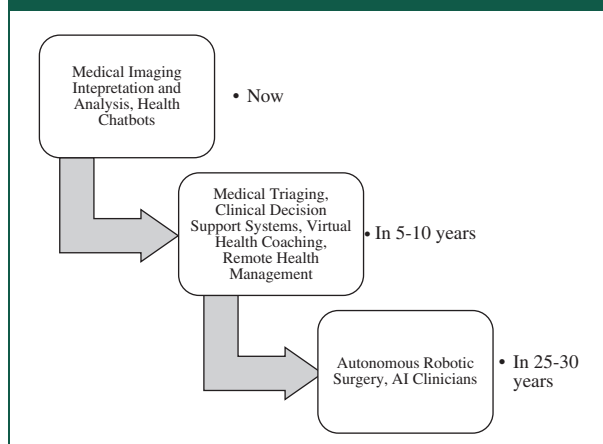 Medical Imaging
Intepretation and
Analysis, Health
Chatbots
• Now
Medical Triaging,
Clinical Decision
Support Systems, Virtual
Health Coaching,
Remote Health
Management
• In 5-10 years
Autonomous Robotic
Surgery, AI Clinicians
• In 25-30
years